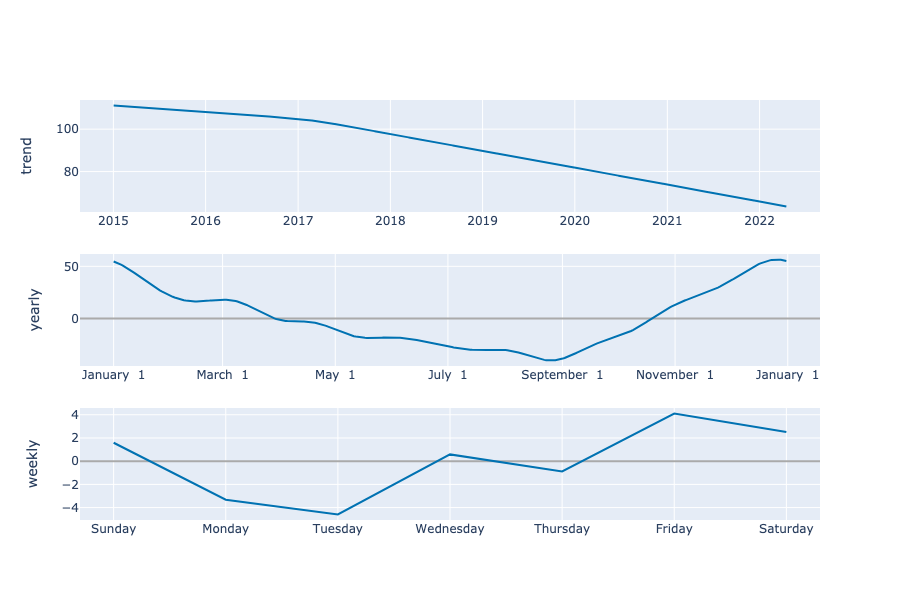 trend
100
80
2015 2016 2017 2018 2019 2020 2021 2022
yearly
50
0
January 1 March 1 May 1 July 1 September 1 November 1 January 1
weekly
4
2
0
−2
−4
Sunday Monday Tuesday Wednesday Thursday Friday Saturday